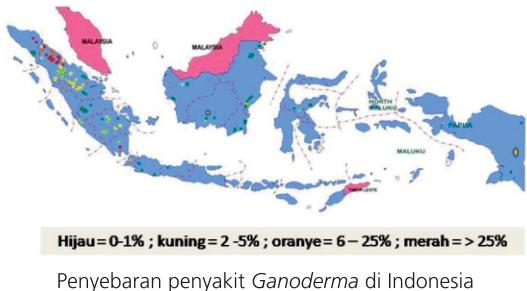 MALAYSIA
MALAYSIA
NORTH
MALUKU
PAPUA
MALUKU
TIMOR LESTE
Hijau = 0-1% ; kuning = 2 -5% ; oranye = 6 – 25% ; merah = > 25%
Penyebaran penyakit Ganoderma di Indonesia